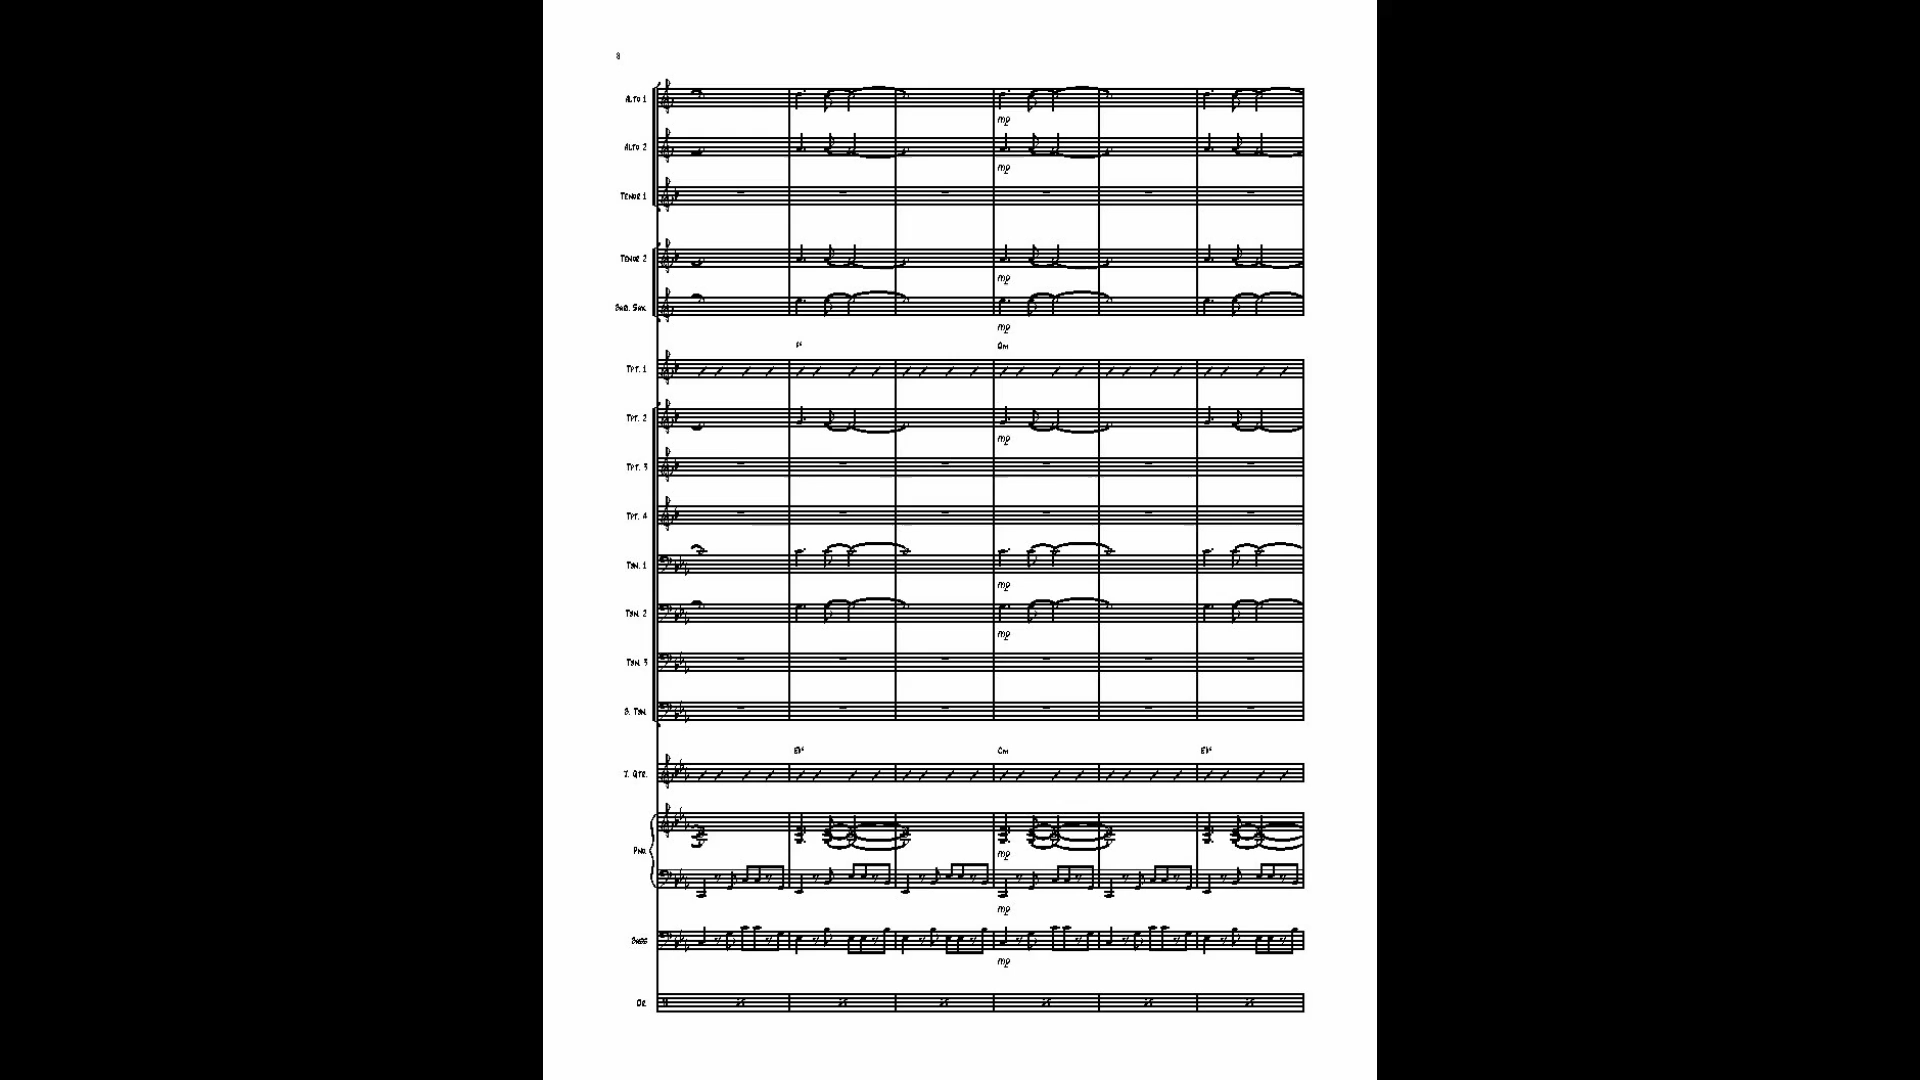 8
ALTO 1
mp
ALTO 2
mp
TENOR 1
TENOR 2
mp
BARI. SAX.
mp
Dm
TPT. 1
TPT. 2
mp
TPT. 3
TPT. 4
TBN. 1
mp
TBN. 2
mp
TBN. 3
B. TBN.
Cm
GTR.
PNO.
mp
mp
BASS
mp
DR.